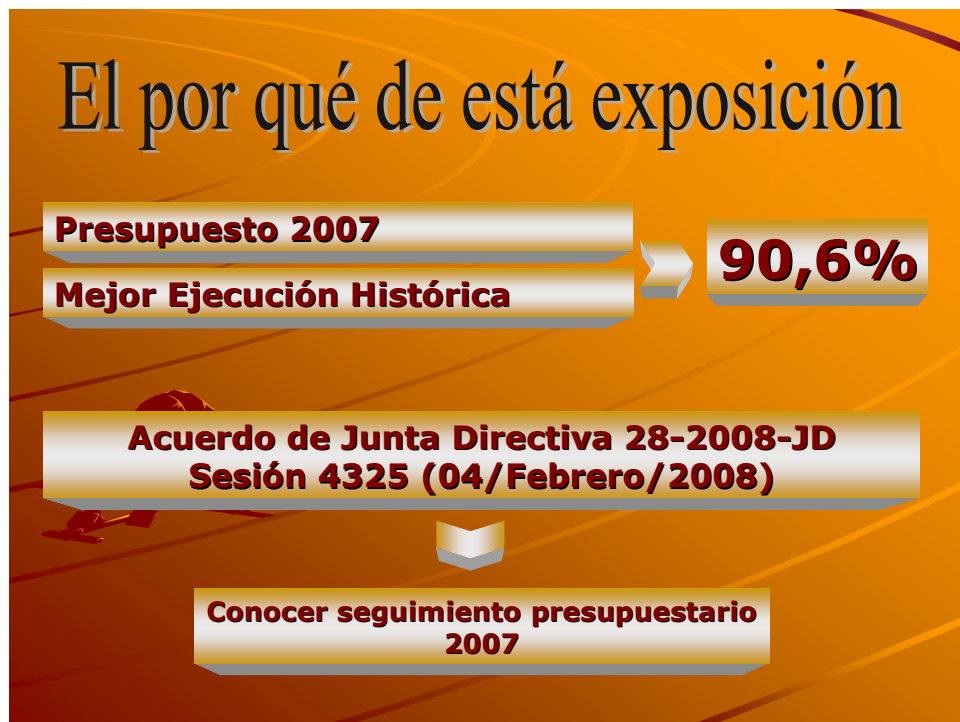 El por qué de está exposición
Presupuesto 2007
Mejor Ejecución Histórica
90,6%
Acuerdo de Junta Directiva 28-2008-JD
Sesión 4325 (04/Febrero/2008)
Conocer seguimiento presupuestario
2007